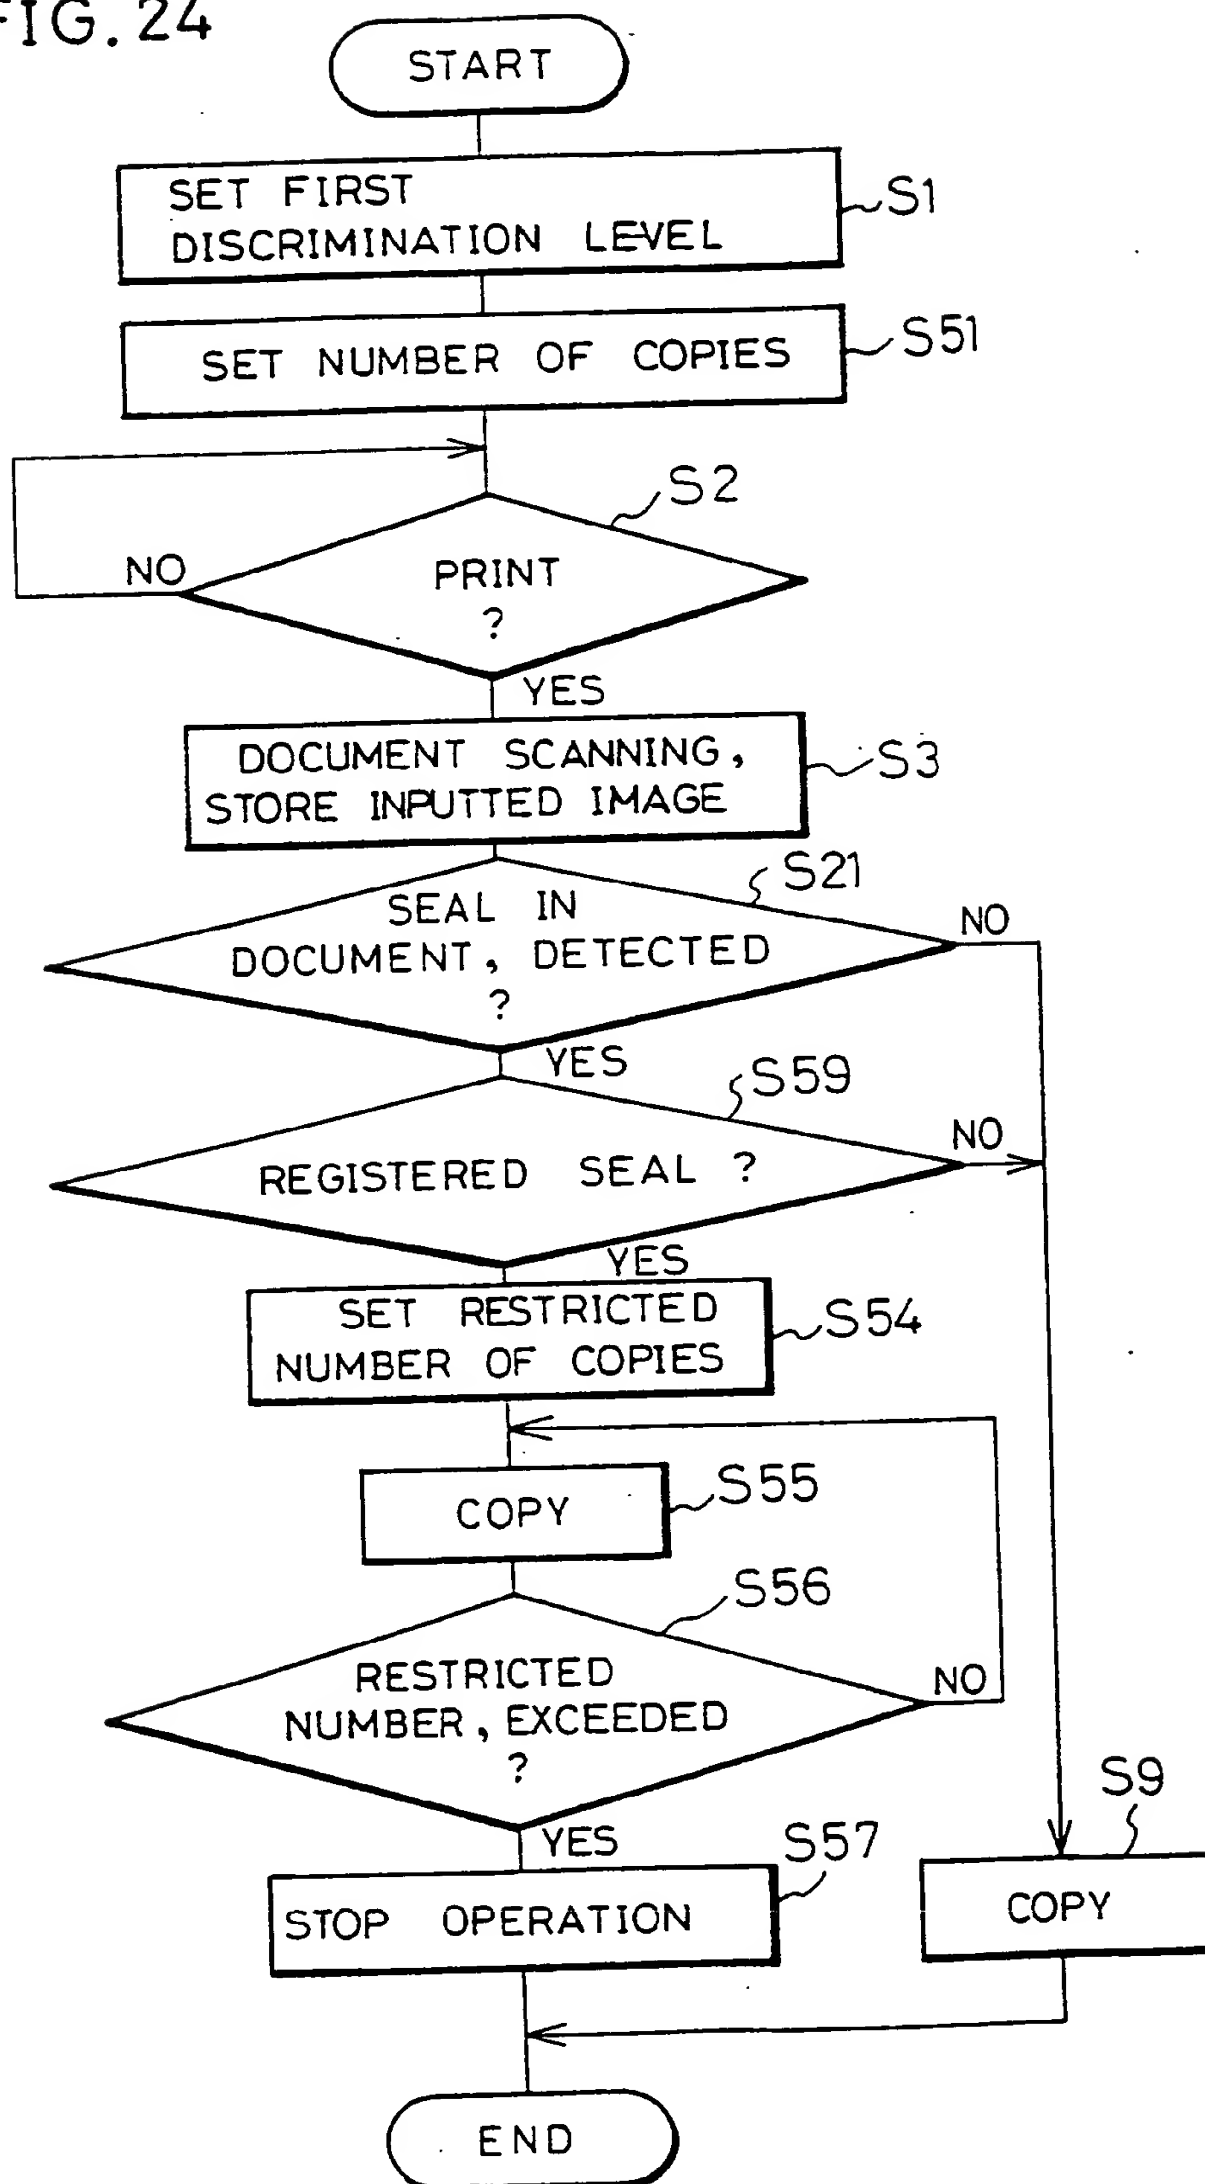 FIG. 24
START
SET FIRST
DISCRIMINATION LEVEL
S1
SET NUMBER OF COPIES
S51
S2
NO
PRINT
?
YES
DOCUMENT SCANNING,
STORE INPUTTED IMAGE
S3
S21
SEAL IN
DOCUMENT, DETECTED
?
NO
YES
S59
REGISTERED SEAL ?
NO
YES
SET RESTRICTED
NUMBER OF COPIES
S54
COPY
S55
S56
RESTRICTED
NUMBER, EXCEEDED
?
NO
YES
S57
STOP OPERATION
S9
COPY
END